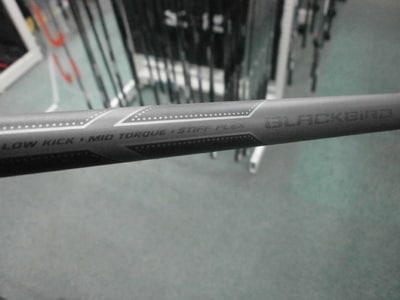 LOW KICK • MID TORQUE • STIFF FLEX BLACKBIRD